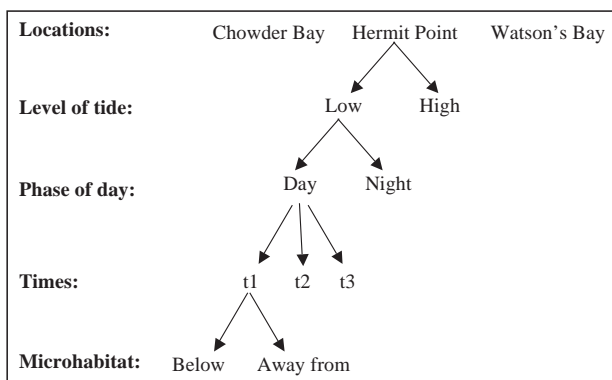 Locations: Chowder Bay Hermit Point Watson's Bay
Level of tide: Low High
Phase of day: Day Night
Times: t1 t2 t3
Microhabitat: Below Away from